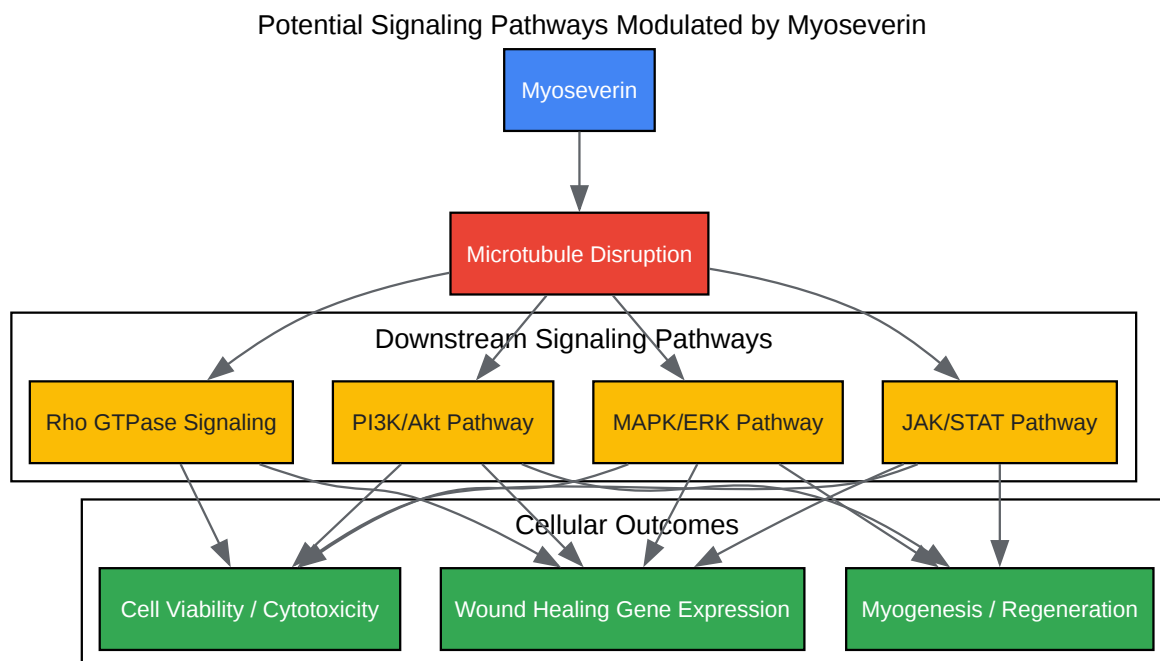 Potential Signaling Pathways Modulated by Myoseverin
Myoseverin
Microtubule Disruption
Downstream Signaling Pathways
Rho GTPase Signaling
PI3K/Akt Pathway
MAPK/ERK Pathway
JAK/STAT Pathway
Cellular Outcomes
Cell Viability / Cytotoxicity
Wound Healing Gene Expression
Myogenesis / Regeneration